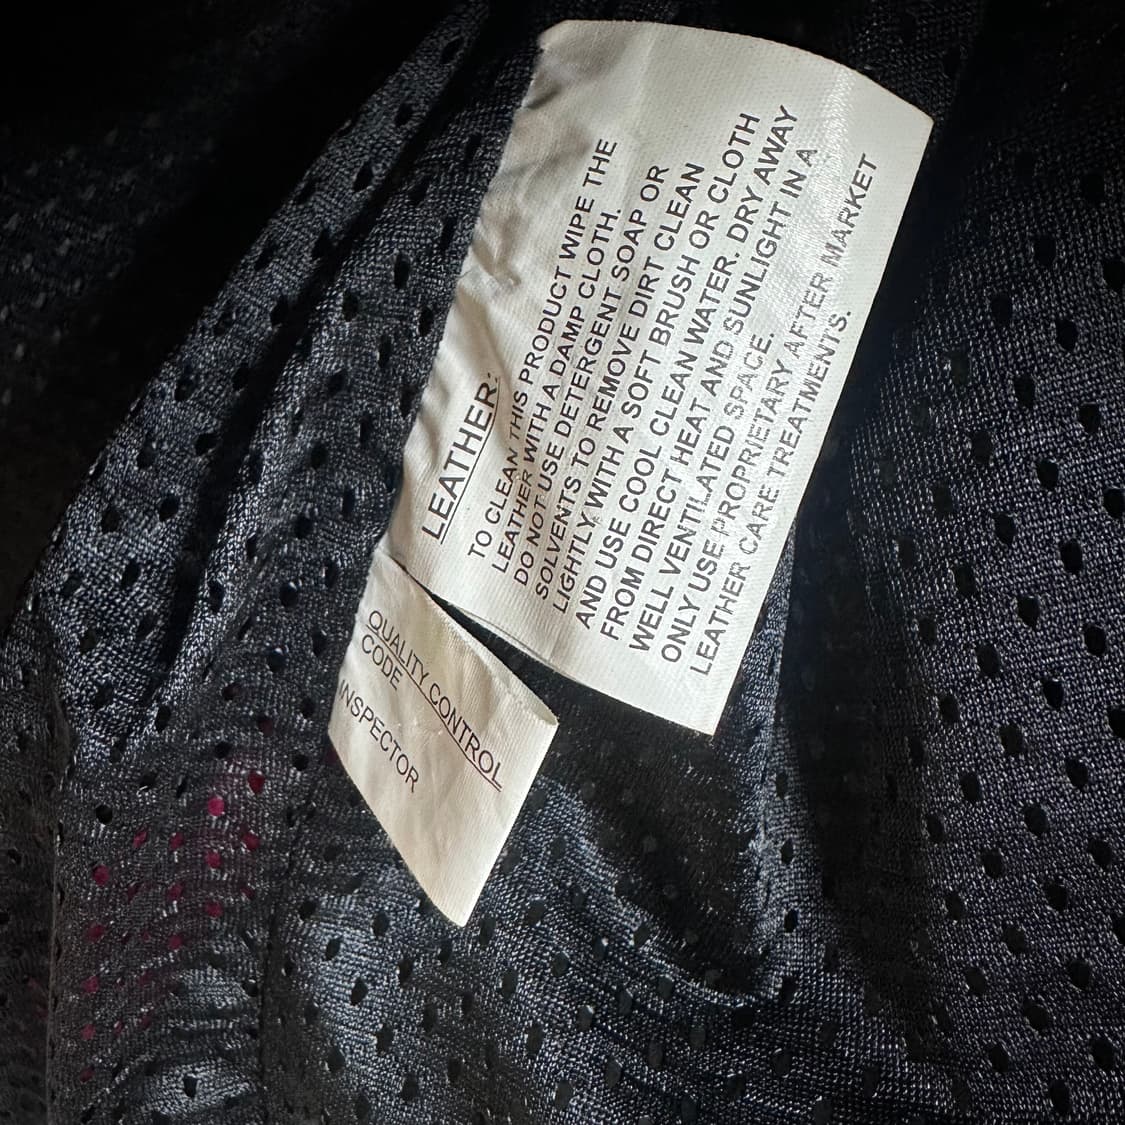 LEATHER:
TO CLEAN THIS PRODUCT WIPE THE
LEATHER WITH A DAMP CLOTH.
DO NOT USE DETERGENT SOAP OR
SOLVENTS TO REMOVE DIRT CLEAN
LIGHTLY WITH A SOFT BRUSH OR CLOTH
AND USE COOL CLEAN WATER. DRY AWAY
FROM DIRECT HEAT AND SUNLIGHT IN A
WELL VENTILATED SPACE.
ONLY USE PROPRIETARY AFTER MARKET
LEATHER CARE TREATMENTS.
QUALITY CONTROL
CODE
INSPECTOR